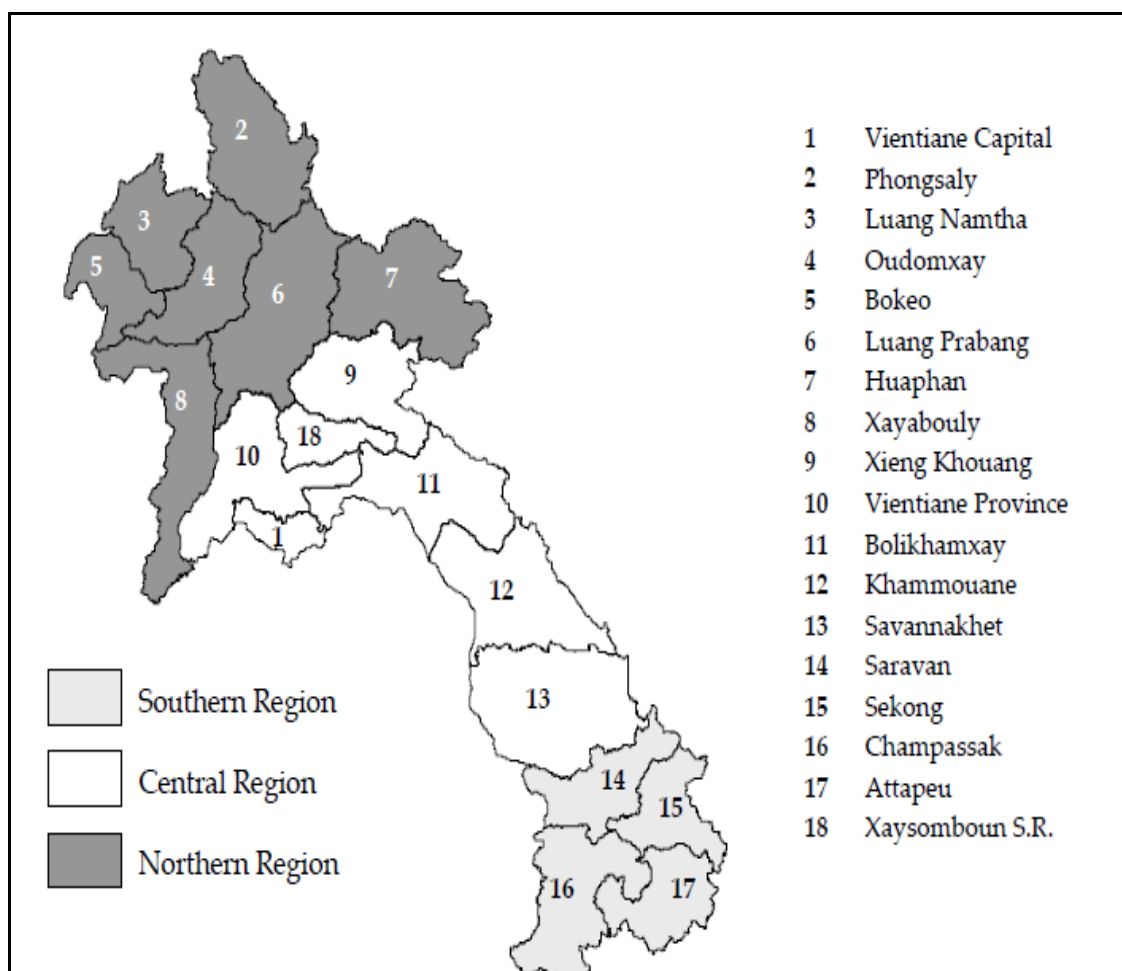 2
3
5
4
6
7
8
9
18
10
11
1
12
13
14
15
16
17
1 Vientiane Capital
2 Phongsaly
3 Luang Namtha
4 Oudomxay
5 Bokeo
6 Luang Prabang
7 Huaphan
8 Xayabouly
9 Xieng Khouang
10 Vientiane Province
11 Bolikhamxay
12 Khammouane
13 Savannakhet
14 Saravan
15 Sekong
16 Champassak
17 Attapeu
18 Xaysomboun S.R.
Southern Region
Central Region
Northern Region